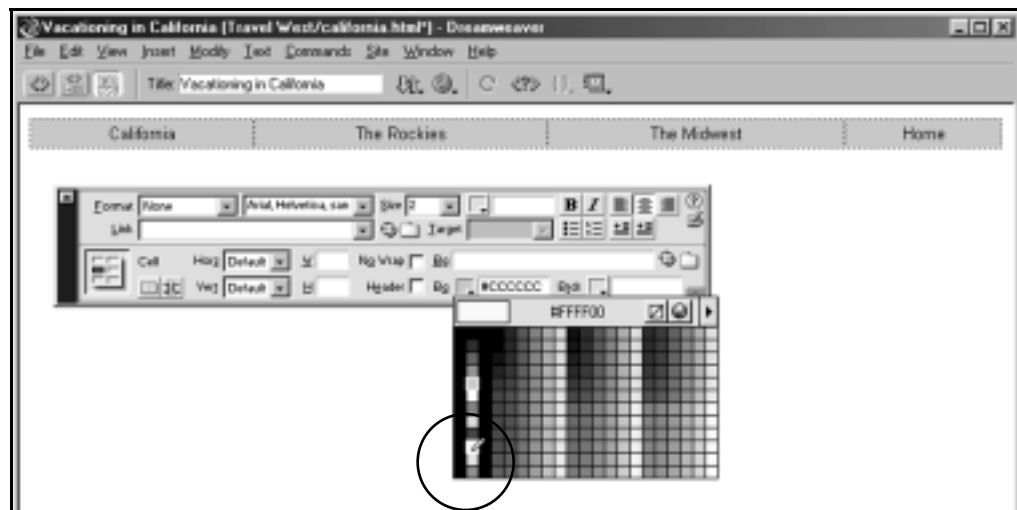 Vacationing in California (Travel West/california.html*) - Dreamweaver
File Edit View Insert Modify Text Commands Site Window Help
Title: Vacationing in California <?> {},
California The Rockies The Midwest Home
Format None Arial, Helvetica, san Size 2 B I
Link Target
Cell Horz Default W No Wrap Bg
Vert Default H Header Bg #CCCCCC Brdr
#FFFF00